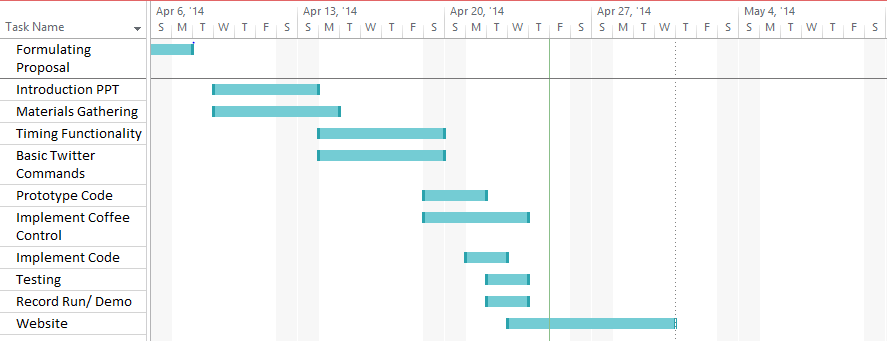 Apr 6, '14 Apr 13, '14 Apr 20, '14 Apr 27, '14 May 4, '14
Task Name S M T W T F S S M T W T F S S M T W T F S S M T W T F S S M T W T F S
Formulating
Proposal
Introduction PPT
Materials Gathering
Timing Functionality
Basic Twitter
Commands
Prototype Code
Implement Coffee
Control
Implement Code
Testing
Record Run/ Demo
Website